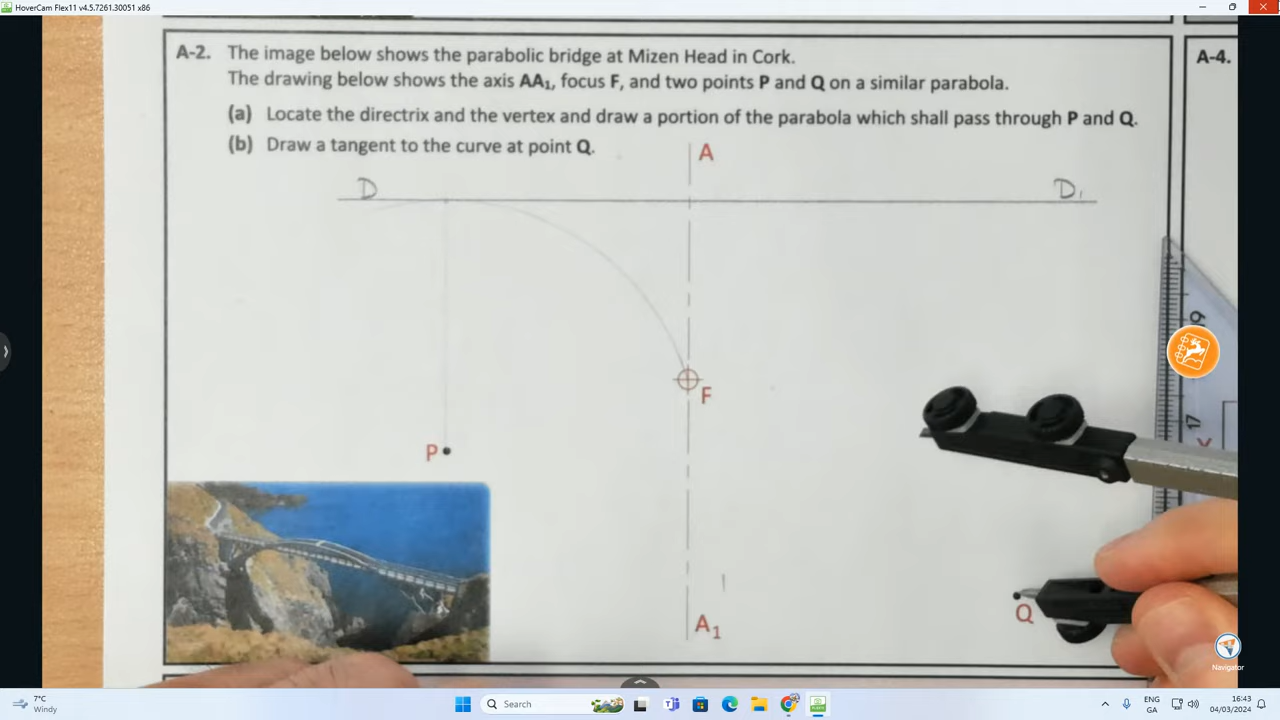 HoverCam Flex11 v4.5.7261.30051 x86
A-2. The image below shows the parabolic bridge at Mizen Head in Cork.
The drawing below shows the axis AA₁, focus F, and two points P and Q on a similar parabola.
(a) Locate the directrix and the vertex and draw a portion of the parabola which shall pass through P and Q.
(b) Draw a tangent to the curve at point Q.
A-4.
A
D
D₁
F
P
Q
A₁
17
Navigator
7°C
Windy
Search
ENG
GA
16:43
04/03/2024